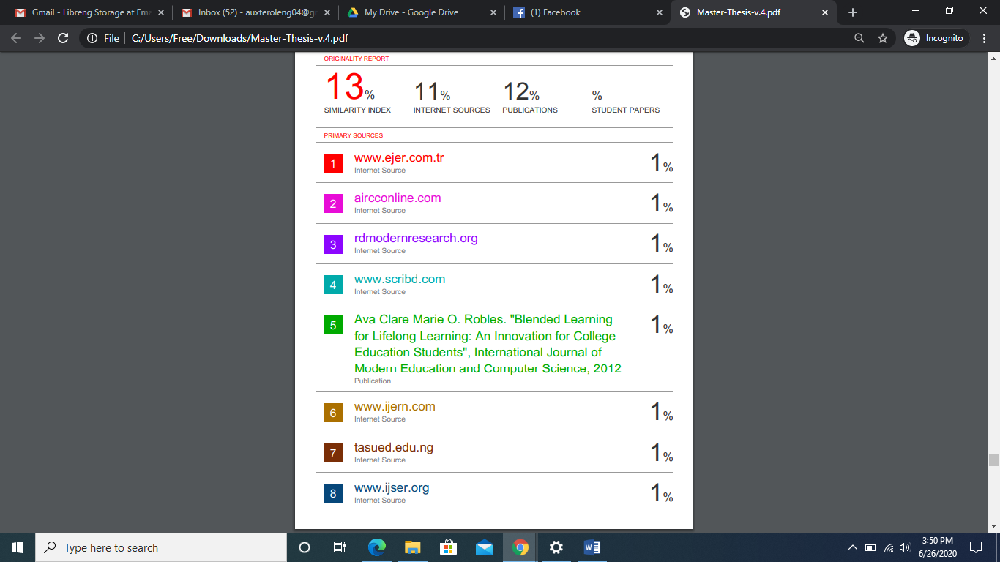 Gmail - Libreng Storage at Ema
Inbox (52) - auxteroleng04@g
My Drive - Google Drive
(1) Facebook
Master-Thesis-v.4.pdf
File
C:/Users/Free/Downloads/Master-Thesis-v.4.pdf
Incognito
ORIGINALITY REPORT
13% 11% 12% %
SIMILARITY INDEX INTERNET SOURCES PUBLICATIONS STUDENT PAPERS
PRIMARY SOURCES
1 www.ejer.com.tr 1%
Internet Source
2 aircconline.com 1%
Internet Source
3 rdmodernresearch.org 1%
Internet Source
4 www.scribd.com 1%
Internet Source
5 Ava Clare Marie O. Robles. "Blended Learning 1%
for Lifelong Learning: An Innovation for College
Education Students", International Journal of
Modern Education and Computer Science, 2012
Publication
6 www.ijern.com 1%
Internet Source
7 tasued.edu.ng 1%
Internet Source
8 www.ijser.org 1%
Internet Source
Type here to search
3:50 PM
6/26/2020